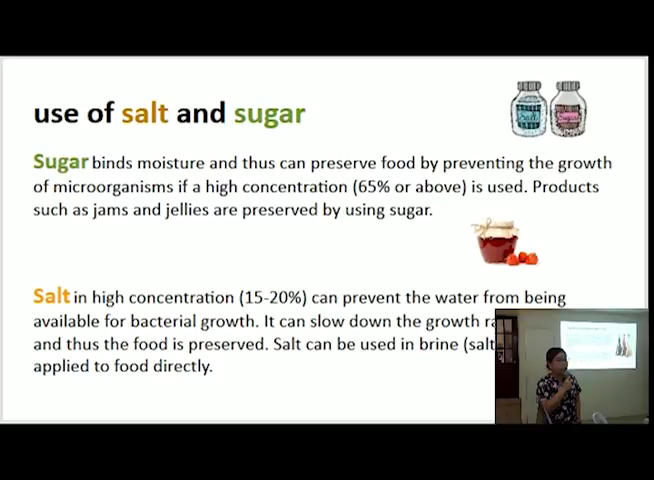 use of salt and sugar
Salt
Sugar
Sugar binds moisture and thus can preserve food by preventing the growth
of microorganisms if a high concentration (65% or above) is used. Products
such as jams and jellies are preserved by using sugar.
Salt in high concentration (15-20%) can prevent the water from being
available for bacterial growth. It can slow down the growth
and thus the food is preserved. Salt can be used in brine (salt
applied to food directly.